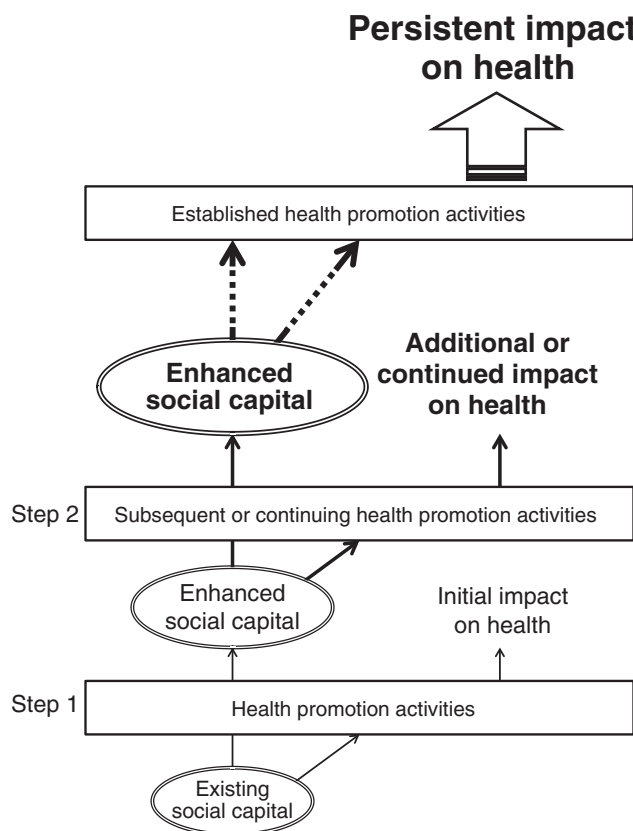 Persistent impact
on health
Established health promotion activities
Enhanced
social capital
Additional or
continued impact
on health
Step 2
Subsequent or continuing health promotion activities
Enhanced
social capital
Initial impact
on health
Step 1
Health promotion activities
Existing
social capital